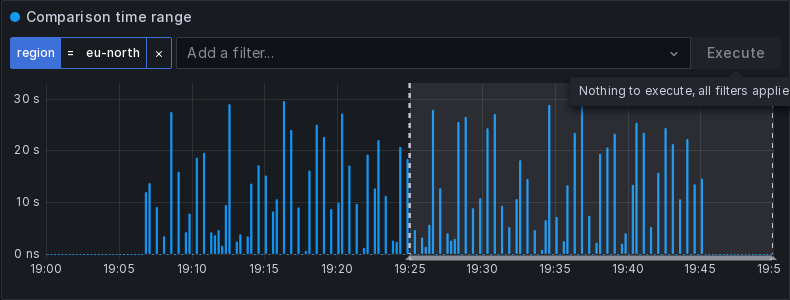 Comparison time range
region = eu-north × Add a filter... Execute
Nothing to execute, all filters applie
30 s
20 s
10 s
0 ns
19:00 19:05 19:10 19:15 19:20 19:25 19:30 19:35 19:40 19:45 19:5